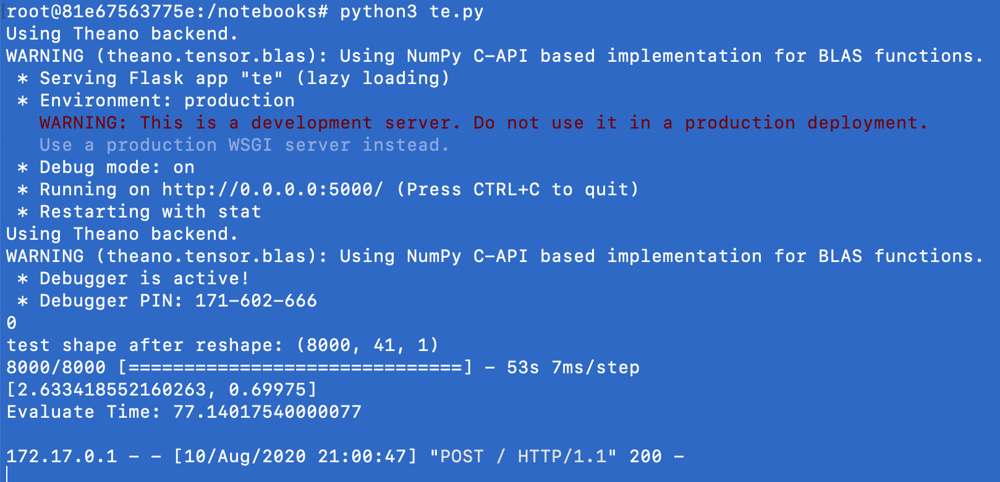 [root@81e67563775e:/notebooks# python3 te.py
Using Theano backend.
WARNING (theano.tensor.blas): Using NumPy C-API based implementation for BLAS functions.
 * Serving Flask app "te" (lazy loading)
 * Environment: production
   WARNING: This is a development server. Do not use it in a production deployment.
   Use a production WSGI server instead.
 * Debug mode: on
 * Running on http://0.0.0.0:5000/ (Press CTRL+C to quit)
 * Restarting with stat
Using Theano backend.
WARNING (theano.tensor.blas): Using NumPy C-API based implementation for BLAS functions.
 * Debugger is active!
 * Debugger PIN: 171-602-666
0
test shape after reshape: (8000, 41, 1)
8000/8000 [==============================] - 53s 7ms/step
[2.633418552160263, 0.69975]
Evaluate Time: 77.14017540000077
172.17.0.1 - - [10/Aug/2020 21:00:47] "POST / HTTP/1.1" 200 -